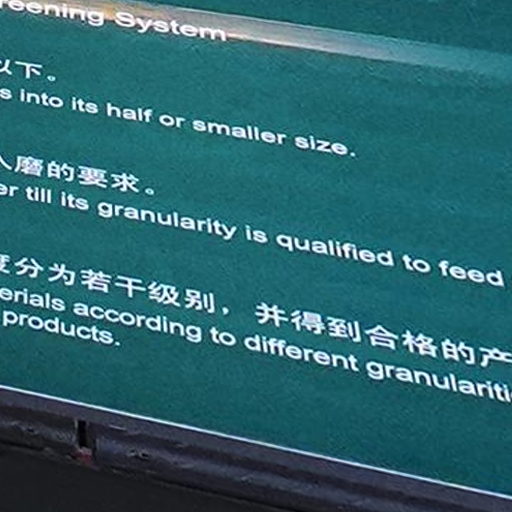 reening System
以下。
s into its half or smaller size.
入磨的要求。
er till its granularity is qualified to feed
度分为若干级别，并得到合格的产
erials according to different granulariti
products.